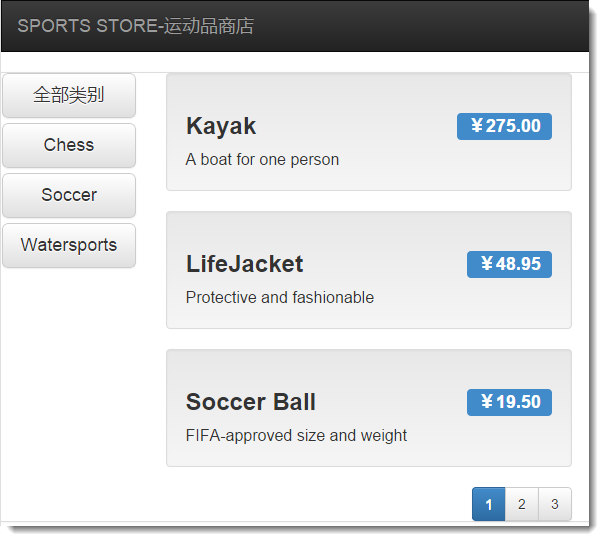 SPORTS STORE-运动品商店
全部类别
Chess
Soccer
Watersports
Kayak ¥275.00
A boat for one person
LifeJacket ¥48.95
Protective and fashionable
Soccer Ball ¥19.50
FIFA-approved size and weight
1 2 3